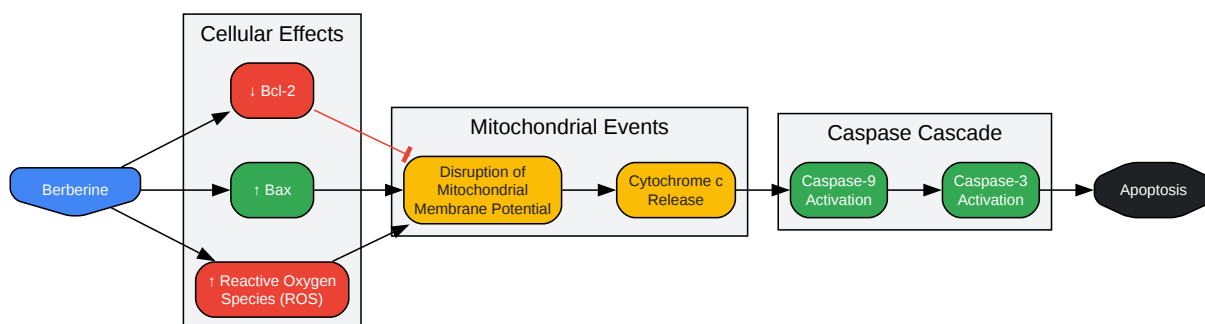 Cellular Effects
↓ Bcl-2
Berberine
↑ Bax
↑ Reactive Oxygen
Species (ROS)
Mitochondrial Events
Disruption of
Mitochondrial
Membrane Potential
Cytochrome c
Release
Caspase Cascade
Caspase-9
Activation
Caspase-3
Activation
Apoptosis